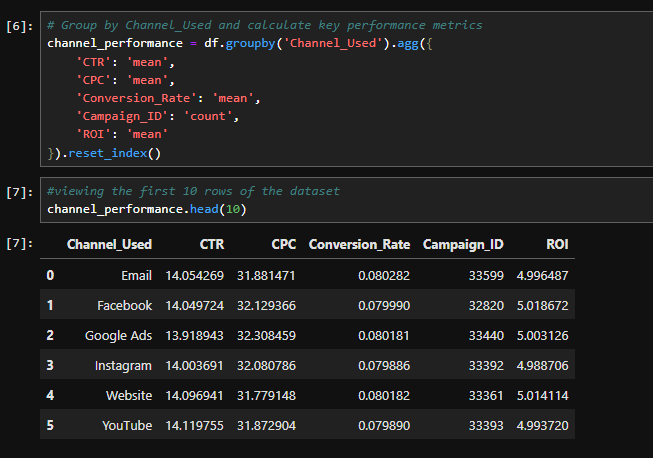 [6]: # Group by Channel_Used and calculate key performance metrics
channel_performance = df.groupby('Channel_Used').agg({
    'CTR': 'mean',
    'CPC': 'mean',
    'Conversion_Rate': 'mean',
    'Campaign_ID': 'count',
    'ROI': 'mean'
}).reset_index()
[7]: #viewing the first 10 rows of the dataset
channel_performance.head(10)
[7]: Channel_Used CTR CPC Conversion_Rate Campaign_ID ROI
0 Email 14.054269 31.881471 0.080282 33599 4.996487
1 Facebook 14.049724 32.129366 0.079990 32820 5.018672
2 Google Ads 13.918943 32.308459 0.080181 33440 5.003126
3 Instagram 14.003691 32.080786 0.079886 33392 4.988706
4 Website 14.096941 31.779148 0.080182 33361 5.014114
5 YouTube 14.119755 31.872904 0.079890 33393 4.993720